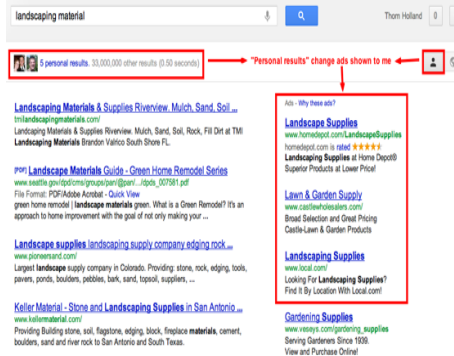 landscaping material
Thom Holland
0
5 personal results. 33,000,000 other results (0.50 seconds)
"Personal results" change ads shown to me
Landscaping Materials & Supplies Riverview. Mulch, Sand, Soil ...
tmilandscapingmaterials.com/
Landscaping Materials & Supplies Riverview. Mulch, Sand, Soil, Rock, Fill Dirt at TMI
Landscaping Materials Brandon Valrico South Shore FL.
[PDF] Landscape Materials Guide - Green Home Remodel Series
www.seattle.gov/dpd/cms/groups/pan/@pan/.../dpds_007581.pdf
File Format: PDF/Adobe Acrobat - Quick View
green home remodel | landscape materials green. What is a Green Remodel? It's an
approach to home improvement with the goal of not only making your ...
Landscape supplies landscaping supply company edging rock ...
www.pioneersand.com/
Largest landscape supply company in Colorado. Providing: stone, rock, edging, tools,
pavers, ponds, boulders, pebbles, bark, sand, topsoil, suppliers, ...
Keller Material - Stone and Landscaping Supplies in San Antonio ...
www.kellermaterial.com/
Providing Building stone, soil, flagstone, edging, block, fireplace materials, cement,
boulders, sand and river rock to San Antonio and South Texas.
Ads - Why these ads?
Landscape Supplies
www.homedepot.com/LandscapeSupplies
homedepot.com is rated
Landscaping Supplies at Home Depot®
Superior Products at Lower Price!
Lawn & Garden Supply
www.castlewholesalers.com/
Broad Selection and Great Pricing
Castle-Lawn & Garden Products
Landscaping Supplies
www.local.com/
Looking For Landscaping Supplies?
Find It By Location With Local.com!
Gardening Supplies
www.veseys.com/gardening_supplies
Serving Gardeners Since 1939.
View and Purchase Online!